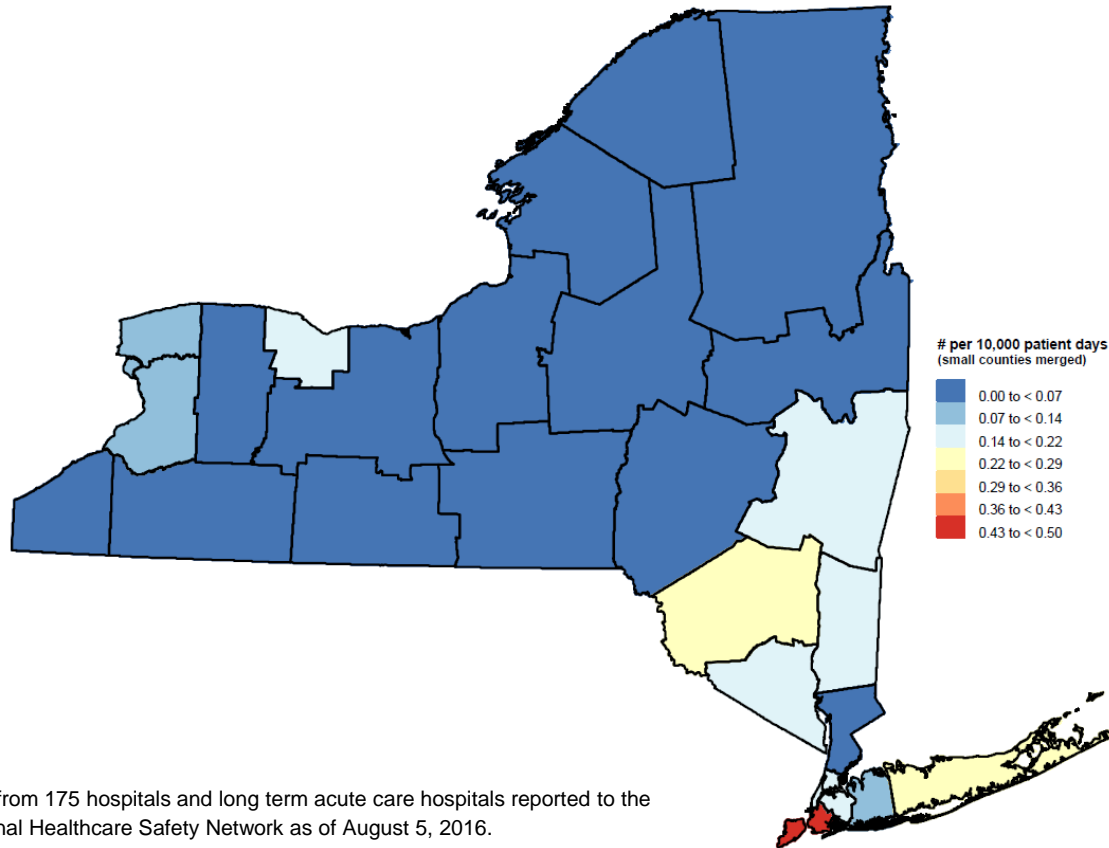 # per 10,000 patient days
(small counties merged)
0.00 to < 0.07
0.07 to < 0.14
0.14 to < 0.22
0.22 to < 0.29
0.29 to < 0.36
0.36 to < 0.43
0.43 to < 0.50
from 175 hospitals and long term acute care hospitals reported to the
nal Healthcare Safety Network as of August 5, 2016.